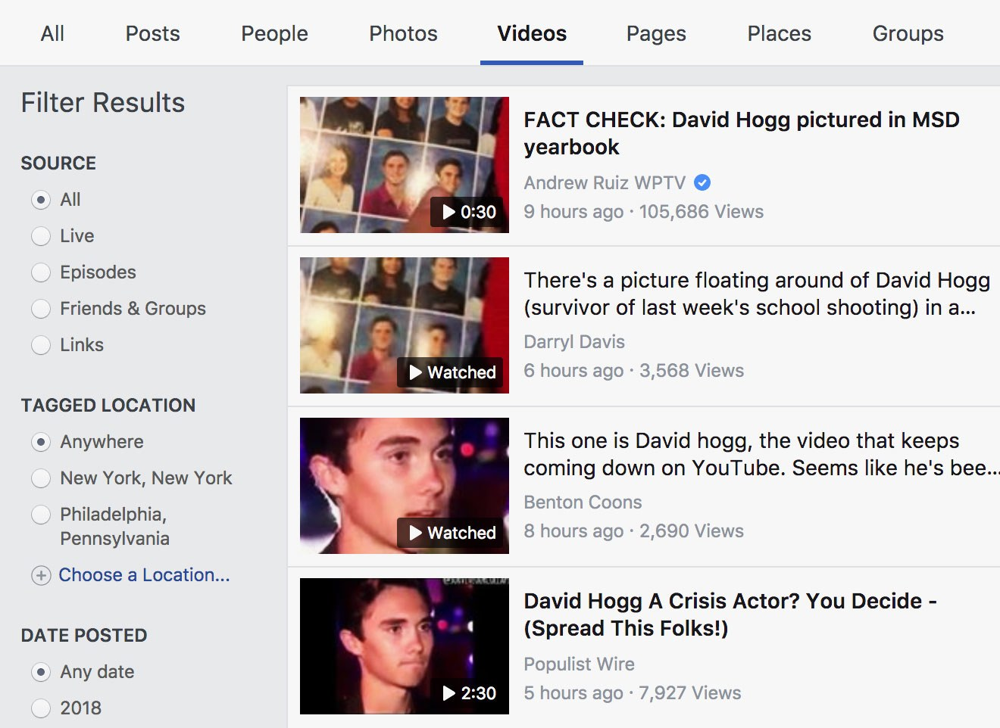 All Posts People Photos Videos Pages Places Groups
Filter Results
SOURCE
All
Live
Episodes
Friends & Groups
Links
TAGGED LOCATION
Anywhere
New York, New York
Philadelphia,
Pennsylvania
Choose a Location...
DATE POSTED
Any date
2018
0:30
FACT CHECK: David Hogg pictured in MSD
yearbook
Andrew Ruiz WPTV
9 hours ago · 105,686 Views
Watched
There's a picture floating around of David Hogg
(survivor of last week's school shooting) in a...
Darryl Davis
6 hours ago · 3,568 Views
Watched
This one is David hogg, the video that keeps
coming down on YouTube. Seems like he's bee...
Benton Coons
8 hours ago · 2,690 Views
2:30
David Hogg A Crisis Actor? You Decide -
(Spread This Folks!)
Populist Wire
5 hours ago · 7,927 Views